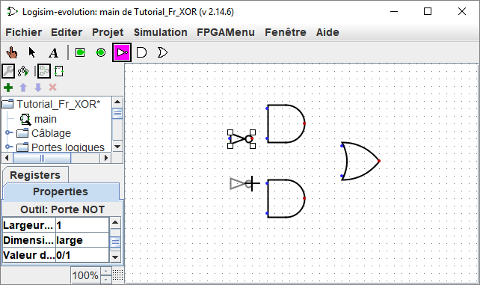 Logisim-evolution: main de Tutorial_Fr_XOR (v 2.14.6)
Fichier Editer Projet Simulation FPGAMenu Fenêtre Aide
A
Tutorial_Fr_XOR*
main
Câblage
Portes logiques
Registers
Properties
Outil: Porte NOT
Largeur... 1
Dimensi... large
Valeur d... 0/1
100%